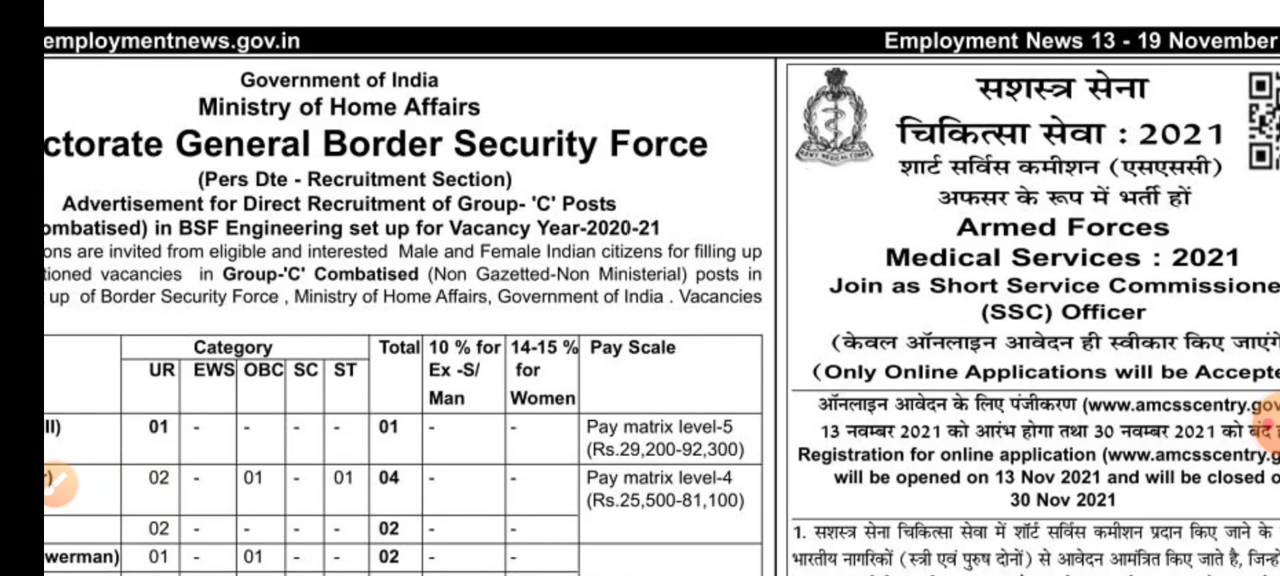 employmentnews.gov.in
Employment News 13 - 19 November
Government of India
Ministry of Home Affairs
ctorate General Border Security Force
(Pers Dte - Recruitment Section)
Advertisement for Direct Recruitment of Group- 'C' Posts
ombatised) in BSF Engineering set up for Vacancy Year-2020-21
ons are invited from eligible and interested Male and Female Indian citizens for filling up
tioned vacancies in Group-'C' Combatised (Non Gazetted-Non Ministerial) posts in
up of Border Security Force , Ministry of Home Affairs, Government of India . Vacancies
Category Total 10 % for 14-15 % Pay Scale
UR EWS OBC SC ST Ex -S/ for
Man Women
II) 01 - - - - 01 - - Pay matrix level-5
(Rs.29,200-92,300)
) 02 - 01 - 01 04 - - Pay matrix level-4
(Rs.25,500-81,100)
02 - - - - 02 - -
werman) 01 - 01 - - 02 - -
सशस्त्र सेना
चिकित्सा सेवा : 2021
शार्ट सर्विस कमीशन (एसएससी)
अफसर के रूप में भर्ती हों
ARMY MEDICAL CORPS
Armed Forces
Medical Services : 2021
Join as Short Service Commissione
(SSC) Officer
(केवल ऑनलाइन आवेदन ही स्वीकार किए जाएंगे
(Only Online Applications will be Accepte
ऑनलाइन आवेदन के लिए पंजीकरण (www.amcsscentry.gov
13 नवम्बर 2021 को आरंभ होगा तथा 30 नवम्बर 2021 को बंद
Registration for online application (www.amcsscentry.g
will be opened on 13 Nov 2021 and will be closed o
30 Nov 2021
1. सशस्त्र सेना चिकित्सा सेवा में शॉर्ट सर्विस कमीशन प्रदान किए जाने के
भारतीय नागरिकों (स्त्री एवं पुरुष दोनों) से आवेदन आमंत्रित किए जाते है, जिन्हो